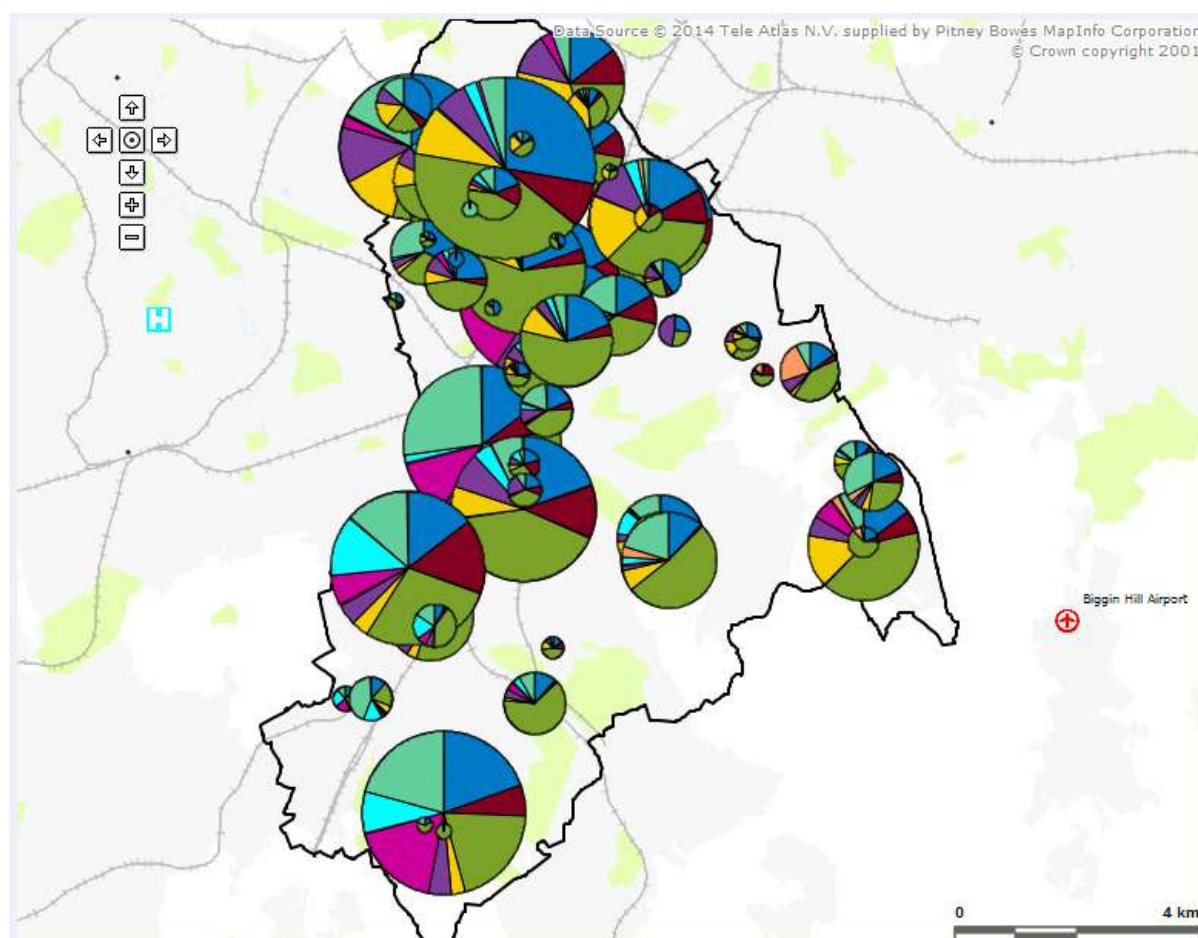 Data Source © 2014 Tele Atlas N.V. supplied by Pitney Bowes MapInfo Corporation
© Crown copyright 2001
H
Biggin Hill Airport
0 4 km